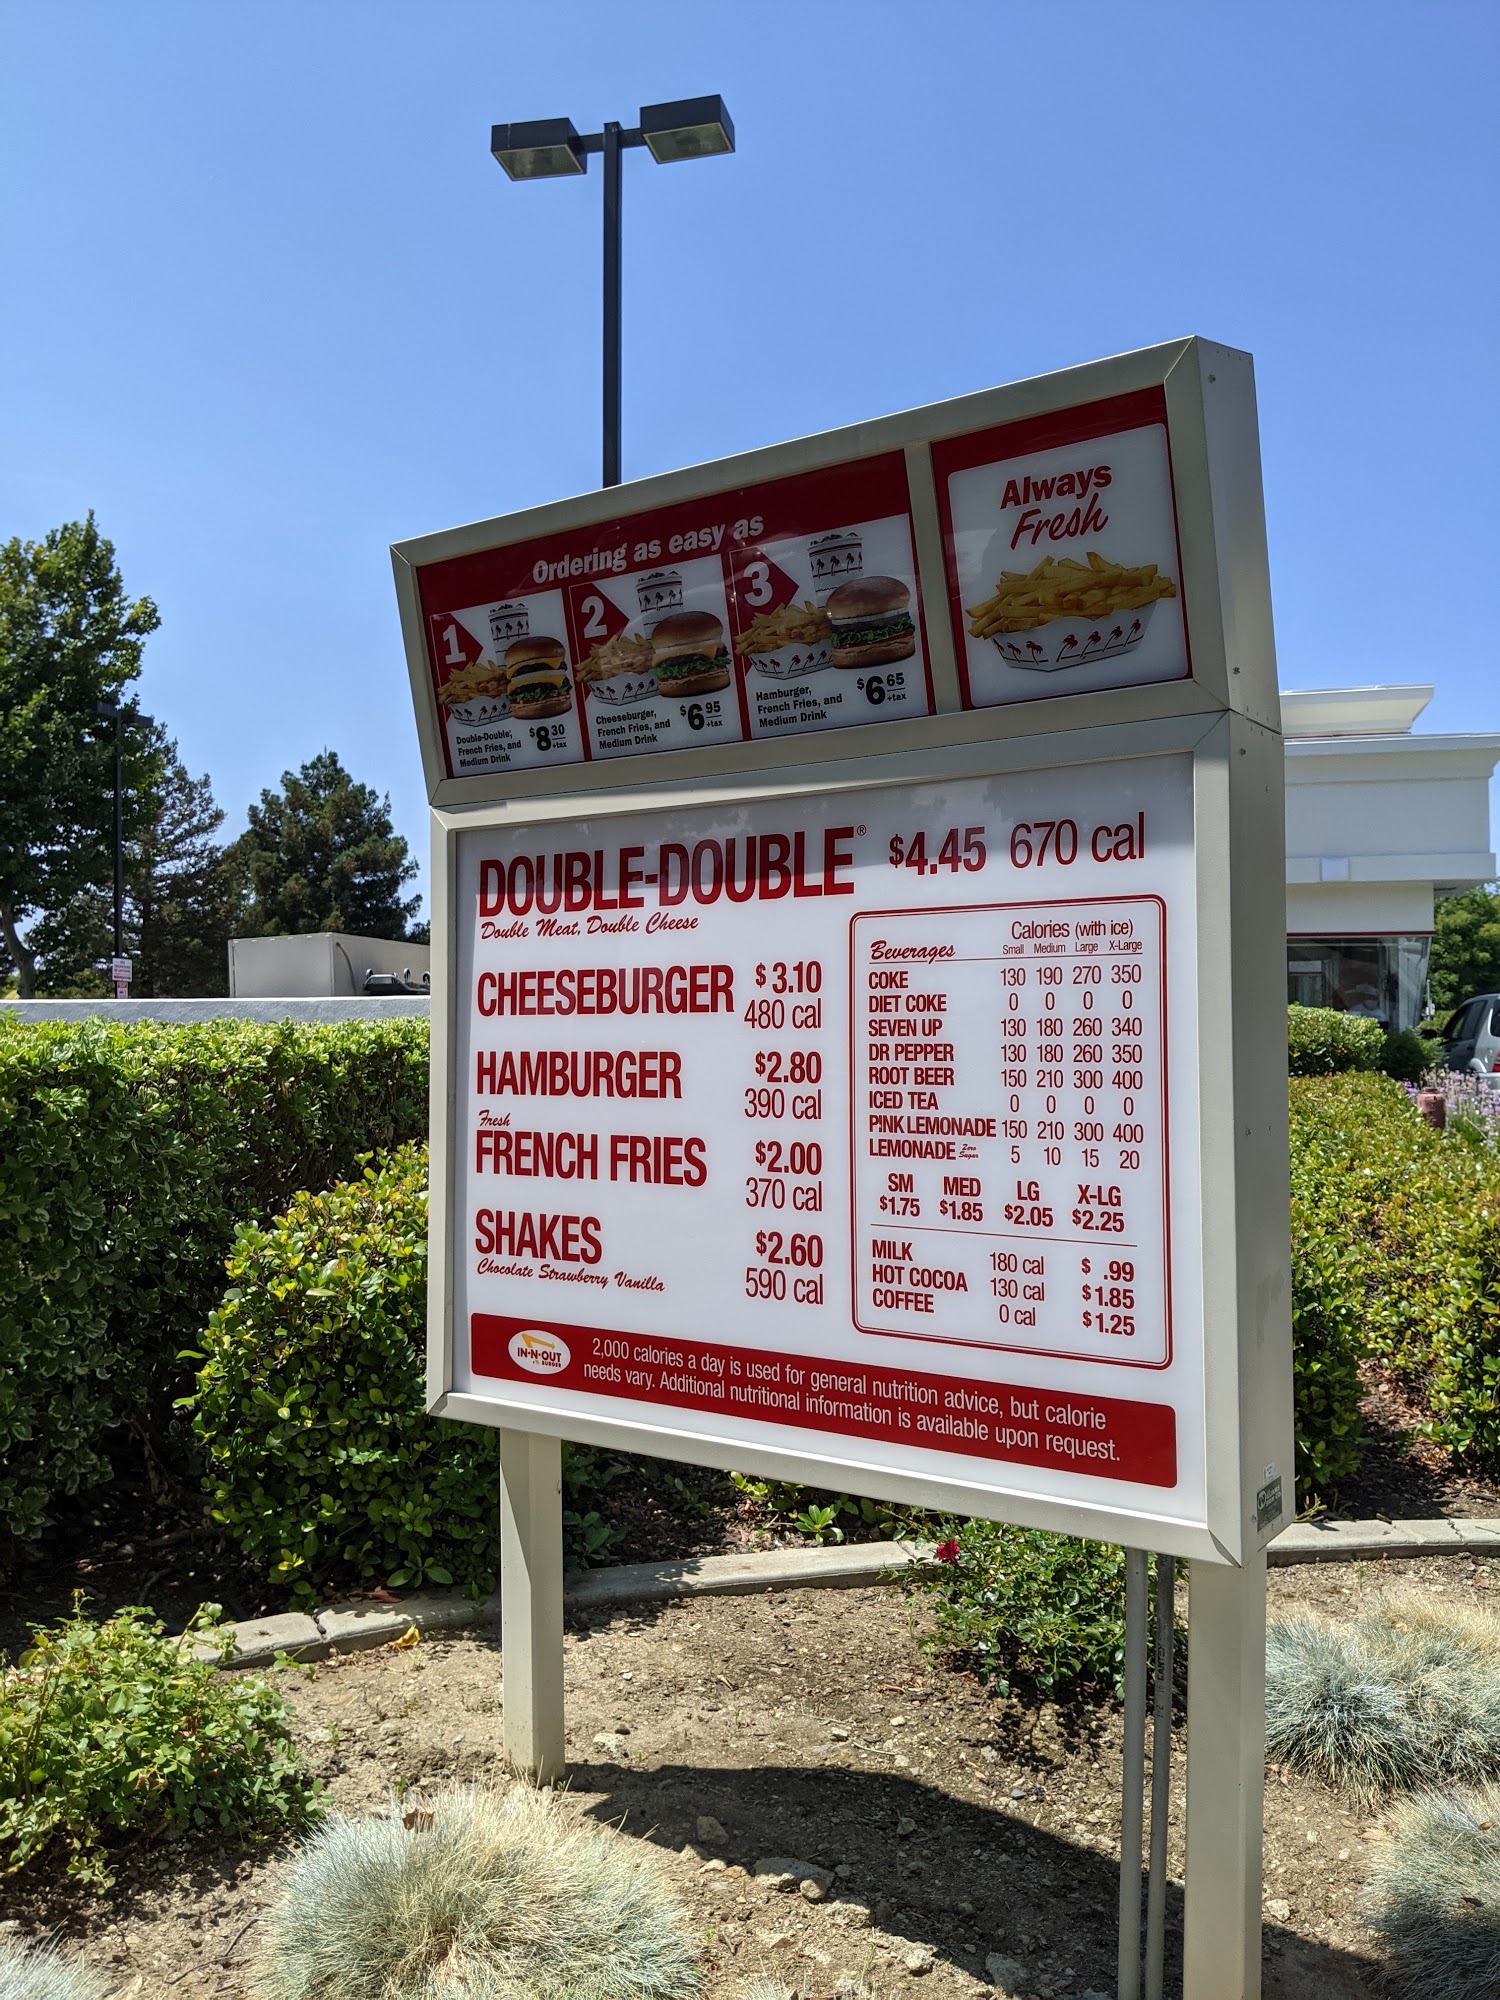 Ordering as easy as
1
Double-Double,
French Fries, and
Medium Drink
$8 30 +tax
2
Cheeseburger,
French Fries, and
Medium Drink
$6 95 +tax
3
Hamburger,
French Fries, and
Medium Drink
$6 65 +tax
Always
Fresh
DOUBLE-DOUBLE® $4.45 670 cal
Double Meat, Double Cheese
CHEESEBURGER $3.10
480 cal
HAMBURGER $2.80
390 cal
Fresh
FRENCH FRIES $2.00
370 cal
SHAKES $2.60
Chocolate Strawberry Vanilla 590 cal
Calories (with ice)
Beverages Small Medium Large X-Large
COKE 130 190 270 350
DIET COKE 0 0 0 0
SEVEN UP 130 180 260 340
DR PEPPER 130 180 260 350
ROOT BEER 150 210 300 400
ICED TEA 0 0 0 0
PINK LEMONADE 150 210 300 400
LEMONADE Zero Sugar 5 10 15 20
SM MED LG X-LG
$1.75 $1.85 $2.05 $2.25
MILK 180 cal $ .99
HOT COCOA 130 cal $1.85
COFFEE 0 cal $1.25
IN-N-OUT
BURGER
2,000 calories a day is used for general nutrition advice, but calorie
needs vary. Additional nutritional information is available upon request.